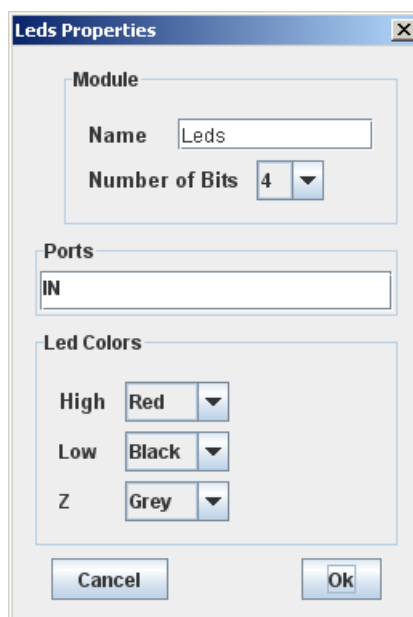 Leds Properties
Module
Name Leds
Number of Bits 4
Ports
IN
Led Colors
High Red
Low Black
Z Grey
Cancel Ok